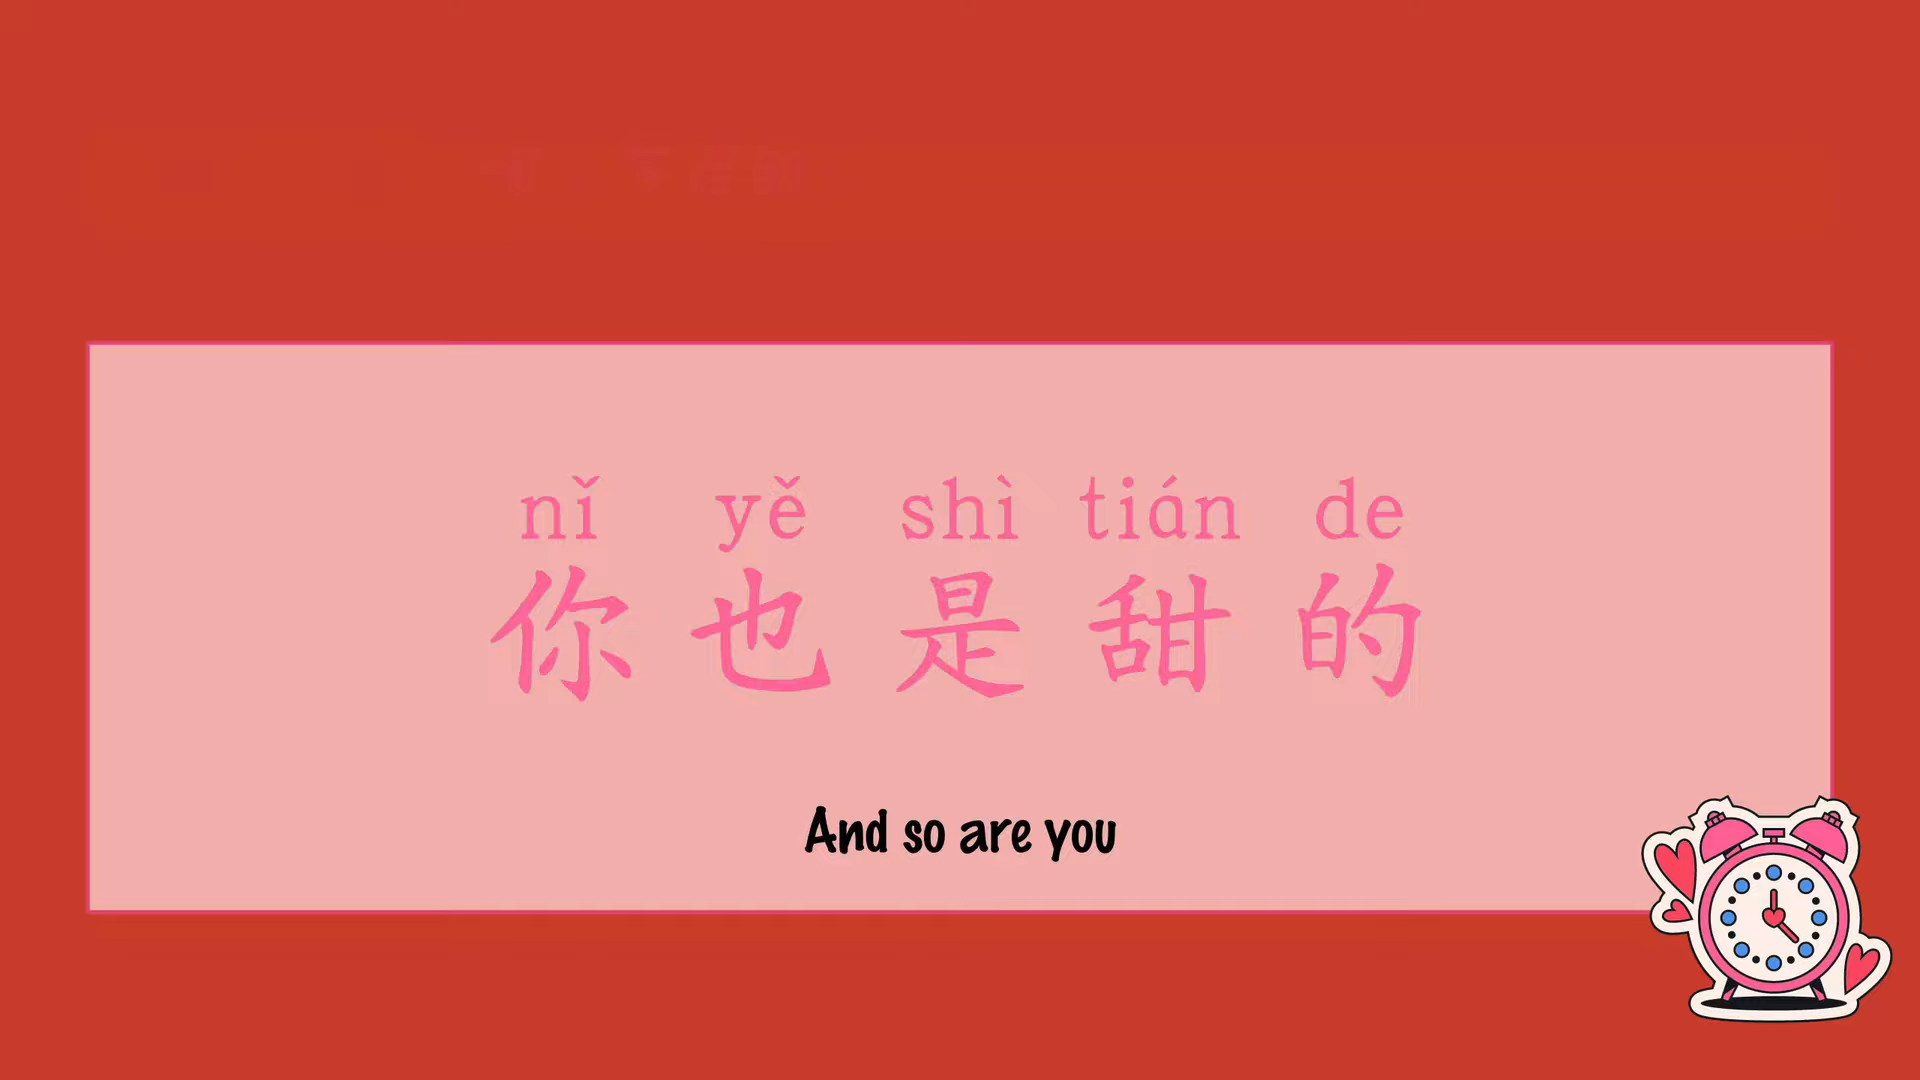 nǐ yě shì tián de
你也是甜的
And so are you